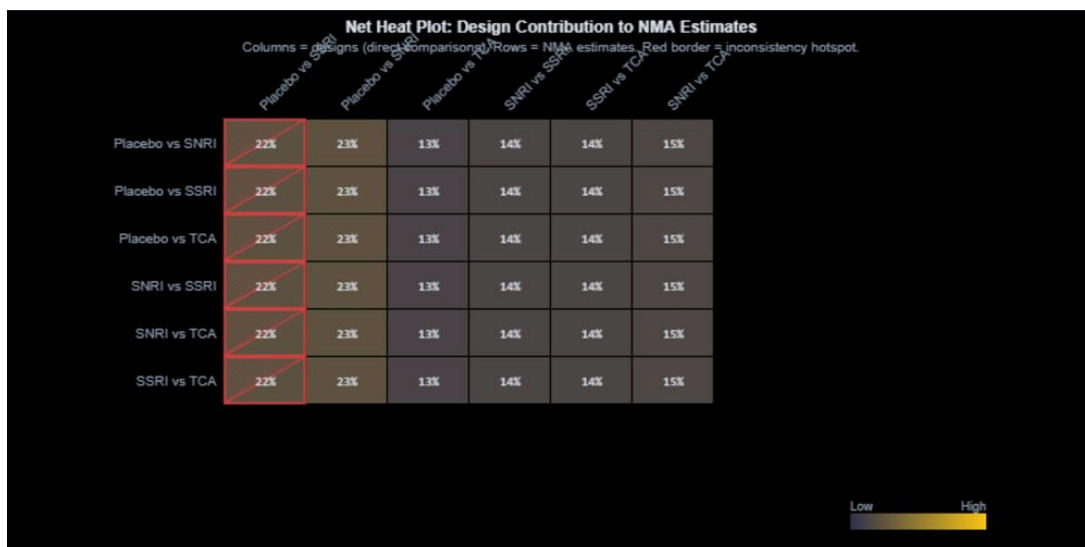 Net Heat Plot: Design Contribution to NMA Estimates
Columns = designs (direct comparisons). Rows = NMA estimates. Red border = inconsistency hotspot.
Placebo vs SSRI
Placebo vs SNRI
Placebo vs TCA
SNRI vs SSRI
SSRI vs TCA
SNRI vs TCA
Placebo vs SNRI 22% 23% 13% 14% 14% 15%
Placebo vs SSRI 22% 23% 13% 14% 14% 15%
Placebo vs TCA 22% 23% 13% 14% 14% 15%
SNRI vs SSRI 22% 23% 13% 14% 14% 15%
SNRI vs TCA 22% 23% 13% 14% 14% 15%
SSRI vs TCA 22% 23% 13% 14% 14% 15%
Low High